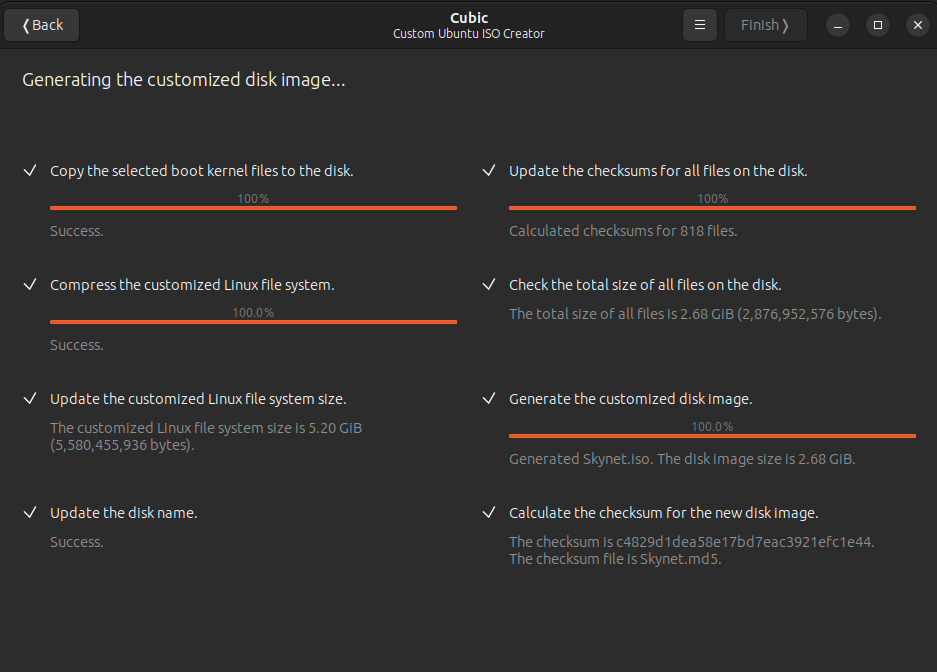 ❬Back
Cubic
Custom Ubuntu ISO Creator
Finish❭
Generating the customized disk image...
Copy the selected boot kernel files to the disk.
100%
Success.
Compress the customized Linux file system.
100.0%
Success.
Update the customized Linux file system size.
The customized Linux file system size is 5.20 GiB
(5,580,455,936 bytes).
Update the disk name.
Success.
Update the checksums for all files on the disk.
100%
Calculated checksums for 818 files.
Check the total size of all files on the disk.
The total size of all files is 2.68 GiB (2,876,952,576 bytes).
Generate the customized disk image.
100.0%
Generated Skynet.iso. The disk image size is 2.68 GiB.
Calculate the checksum for the new disk image.
The checksum is c4829d1dea58e17bd7eac3921efc1e44.
The checksum file is Skynet.md5.